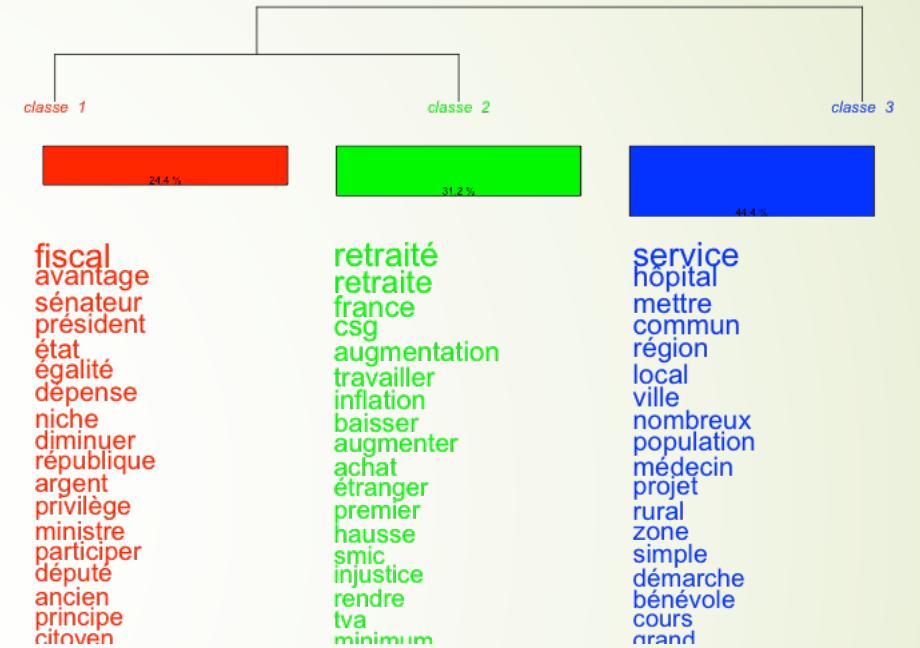 classe 1
classe 2
classe 3
24.4 %
31.2 %
44.4 %
fiscal
avantage
sénateur
président
état
égalité
dépense
niche
diminuer
république
argent
privilège
ministre
participer
député
ancien
principe
citoyen
retraité
retraite
france
csg
augmentation
travailler
inflation
baisser
augmenter
achat
étranger
premier
hausse
smic
injustice
rendre
tva
minimum
service
hôpital
mettre
commun
région
local
ville
nombreux
population
médecin
projet
rural
zone
simple
démarche
bénévole
cours
grand